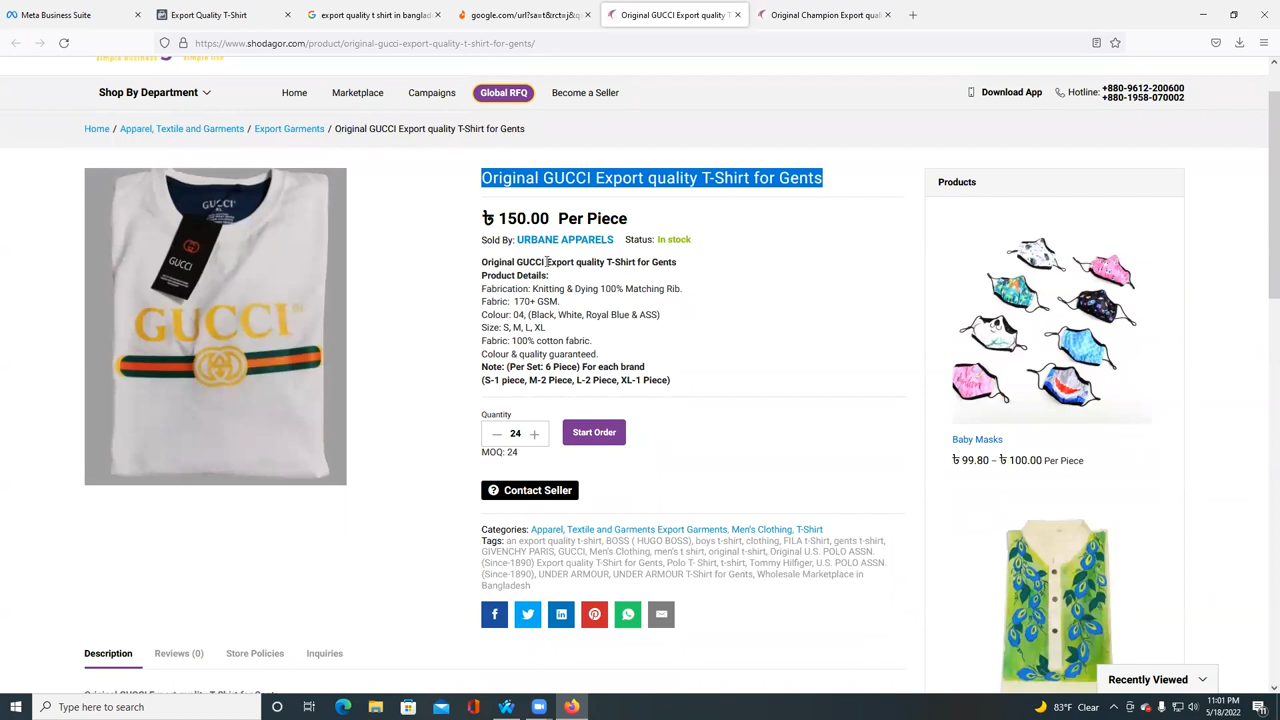 Meta Business Suite
Export Quality T-Shirt
export quality t shirt in banglad
google.com/url?sa=t&rct=j&q
Original GUCCI Export quality T
Original Champion Export qual
https://www.shodagor.com/product/original-gucci-export-quality-t-shirt-for-gents/
simple business simple life
Shop By Department
Home
Marketplace
Campaigns
Global RFQ
Become a Seller
Download App
Hotline: +880-9612-200600
+880-1958-070002
Home / Apparel, Textile and Garments / Export Garments / Original GUCCI Export quality T-Shirt for Gents
GUCCI
GUCCI
GUCCI
Original GUCCI Export quality T-Shirt for Gents
৳ 150.00 Per Piece
Sold By: URBANE APPARELS Status: In stock
Original GUCCI Export quality T-Shirt for Gents
Product Details:
Fabrication: Knitting & Dying 100% Matching Rib.
Fabric: 170+ GSM.
Colour: 04, (Black, White, Royal Blue & ASS)
Size: S, M, L, XL
Fabric: 100% cotton fabric.
Colour & quality guaranteed.
Note: (Per Set: 6 Piece) For each brand
(S-1 piece, M-2 Piece, L-2 Piece, XL-1 Piece)
Quantity
24
Start Order
MOQ: 24
Contact Seller
Categories: Apparel, Textile and Garments Export Garments, Men's Clothing, T-Shirt
Tags: an export quality t-shirt, BOSS ( HUGO BOSS), boys t-shirt, clothing, FILA t-Shirt, gents t-shirt,
GIVENCHY PARIS, GUCCI, Men's Clothing, men's t shirt, original t-shirt, Original U.S. POLO ASSN.
(Since-1890) Export quality T-Shirt for Gents, Polo T- Shirt, t-shirt, Tommy Hilfiger, U.S. POLO ASSN.
(Since-1890), UNDER ARMOUR, UNDER ARMOUR T-Shirt for Gents, Wholesale Marketplace in
Bangladesh
Products
Baby Masks
৳ 99.80 – ৳ 100.00 Per Piece
Description
Reviews (0)
Store Policies
Inquiries
Original GUCCI Export quality T-Shirt for Gents
Recently Viewed
Type here to search
83°F Clear
11:01 PM
5/18/2022